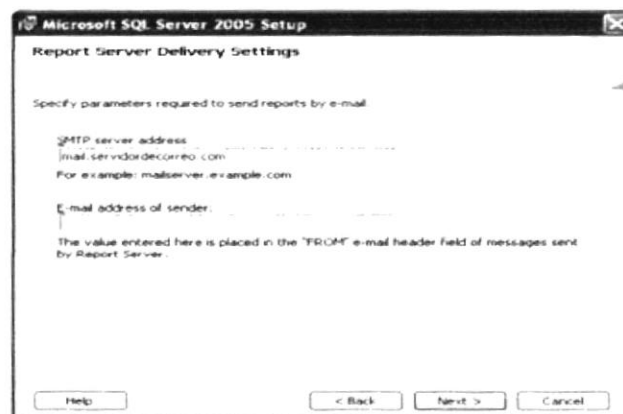 Microsoft SQL Server 2005 Setup
Report Server Delivery Settings
Specify parameters required to send reports by e-mail
SMTP server address
mail.servidordecorreo.com
For example: mailserver.example.com
E-mail address of sender:
The value entered here is placed in the "FROM" e-mail header field of messages sent
by Report Server.
Help
< Back
Next >
Cancel